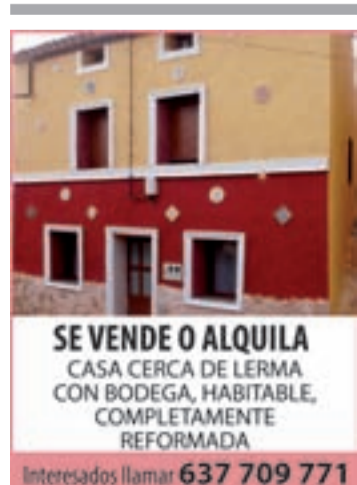 SE VENDE O ALQUILA
CASA CERCA DE LERMA
CON BODEGA, HABITABLE,
COMPLETAMENTE
REFORMADA
Interesados llamar 637 709 771